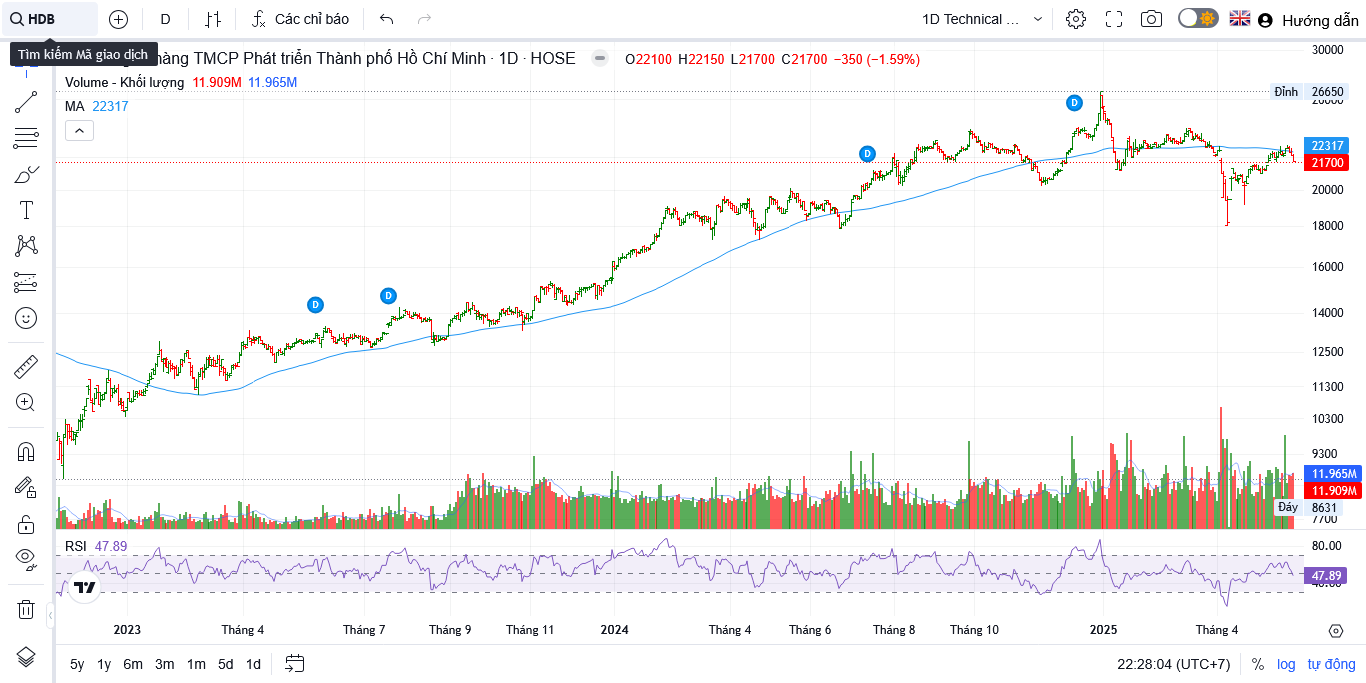 HDB
D
Các chỉ báo
1D Technical ...
Hướng dẫn
Tìm kiếm Mã giao dịch
hàng TMCP Phát triển Thành phố Hồ Chí Minh · 1D · HOSE
O22100 H22150 L21700 C21700 −350 (−1.59%)
Volume - Khối lượng 11.909M 11.965M
MA 22317
30000
Đỉnh 26650
22317
21700
20000
18000
16000
14000
12500
11300
10300
9300
11.965M
11.909M
Đáy 8631
7700
D
D
D
D
RSI 47.89
80.00
47.89
40.00
2023 Tháng 4 Tháng 7 Tháng 9 Tháng 11 2024 Tháng 4 Tháng 6 Tháng 8 Tháng 10 2025 Tháng 4
5y 1y 6m 3m 1m 5d 1d
22:28:04 (UTC+7) % log tự động